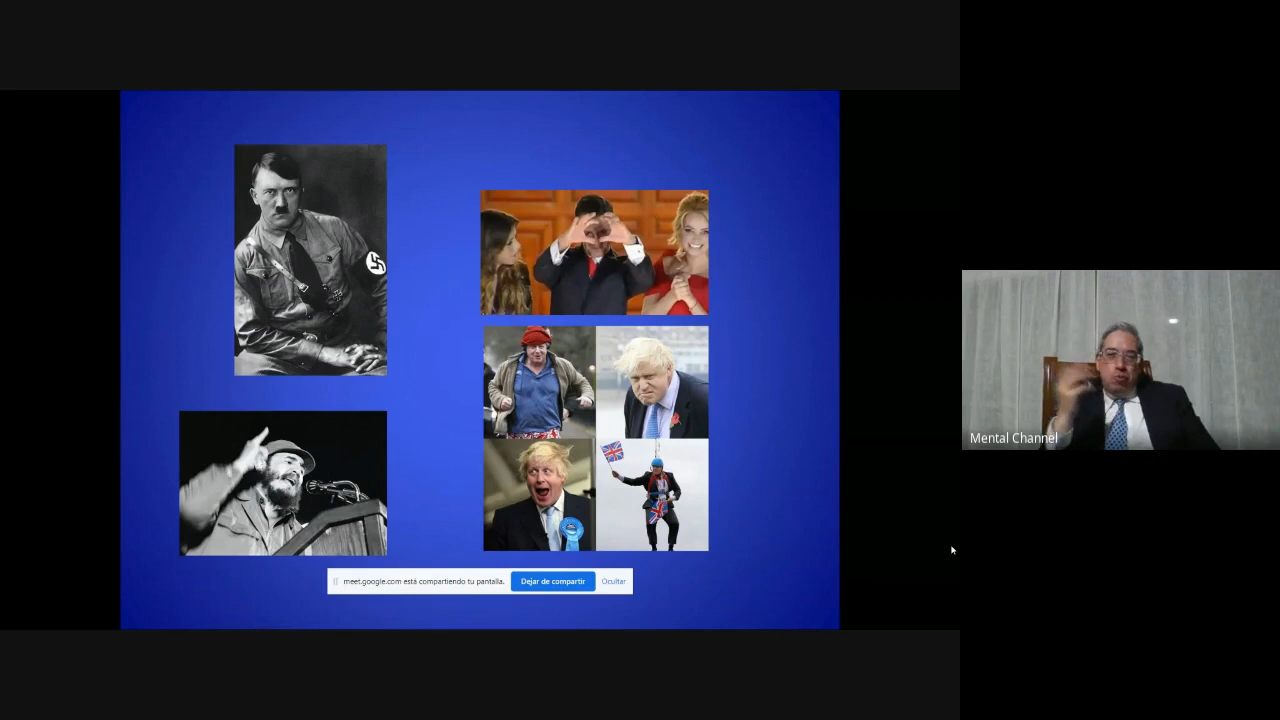 meet.google.com está compartiendo tu pantalla.
Dejar de compartir
Ocultar
Mental Channel